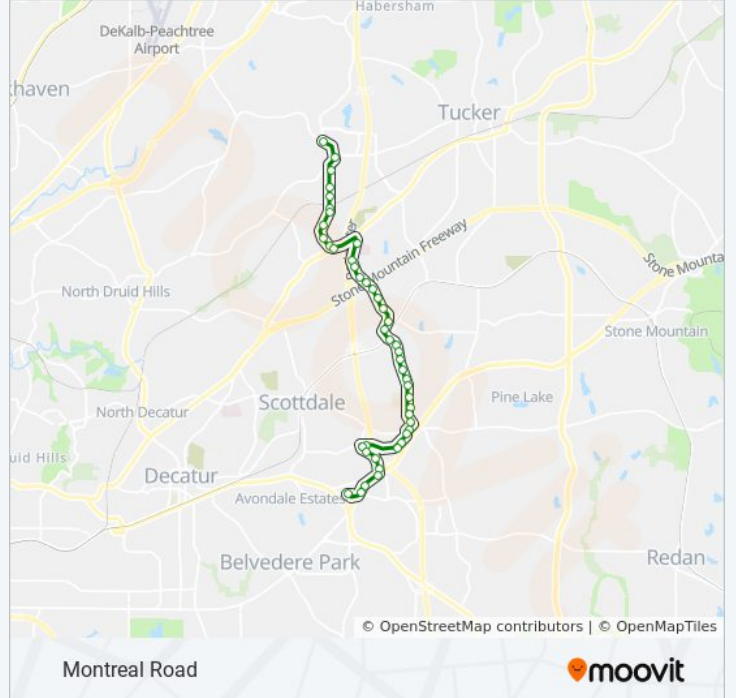 Habersham
DeKalb-Peachtree
Airport
khaven
Tucker
Stone Mountain Freeway
Stone Mounta
North Druid Hills
Stone Mountain
Pine Lake
Scottdale
North Decatur
uid Hills
Decatur
Avondale Estates
Belvedere Park
Redan
© OpenStreetMap contributors | © OpenMapTiles
Montreal Road
moovit